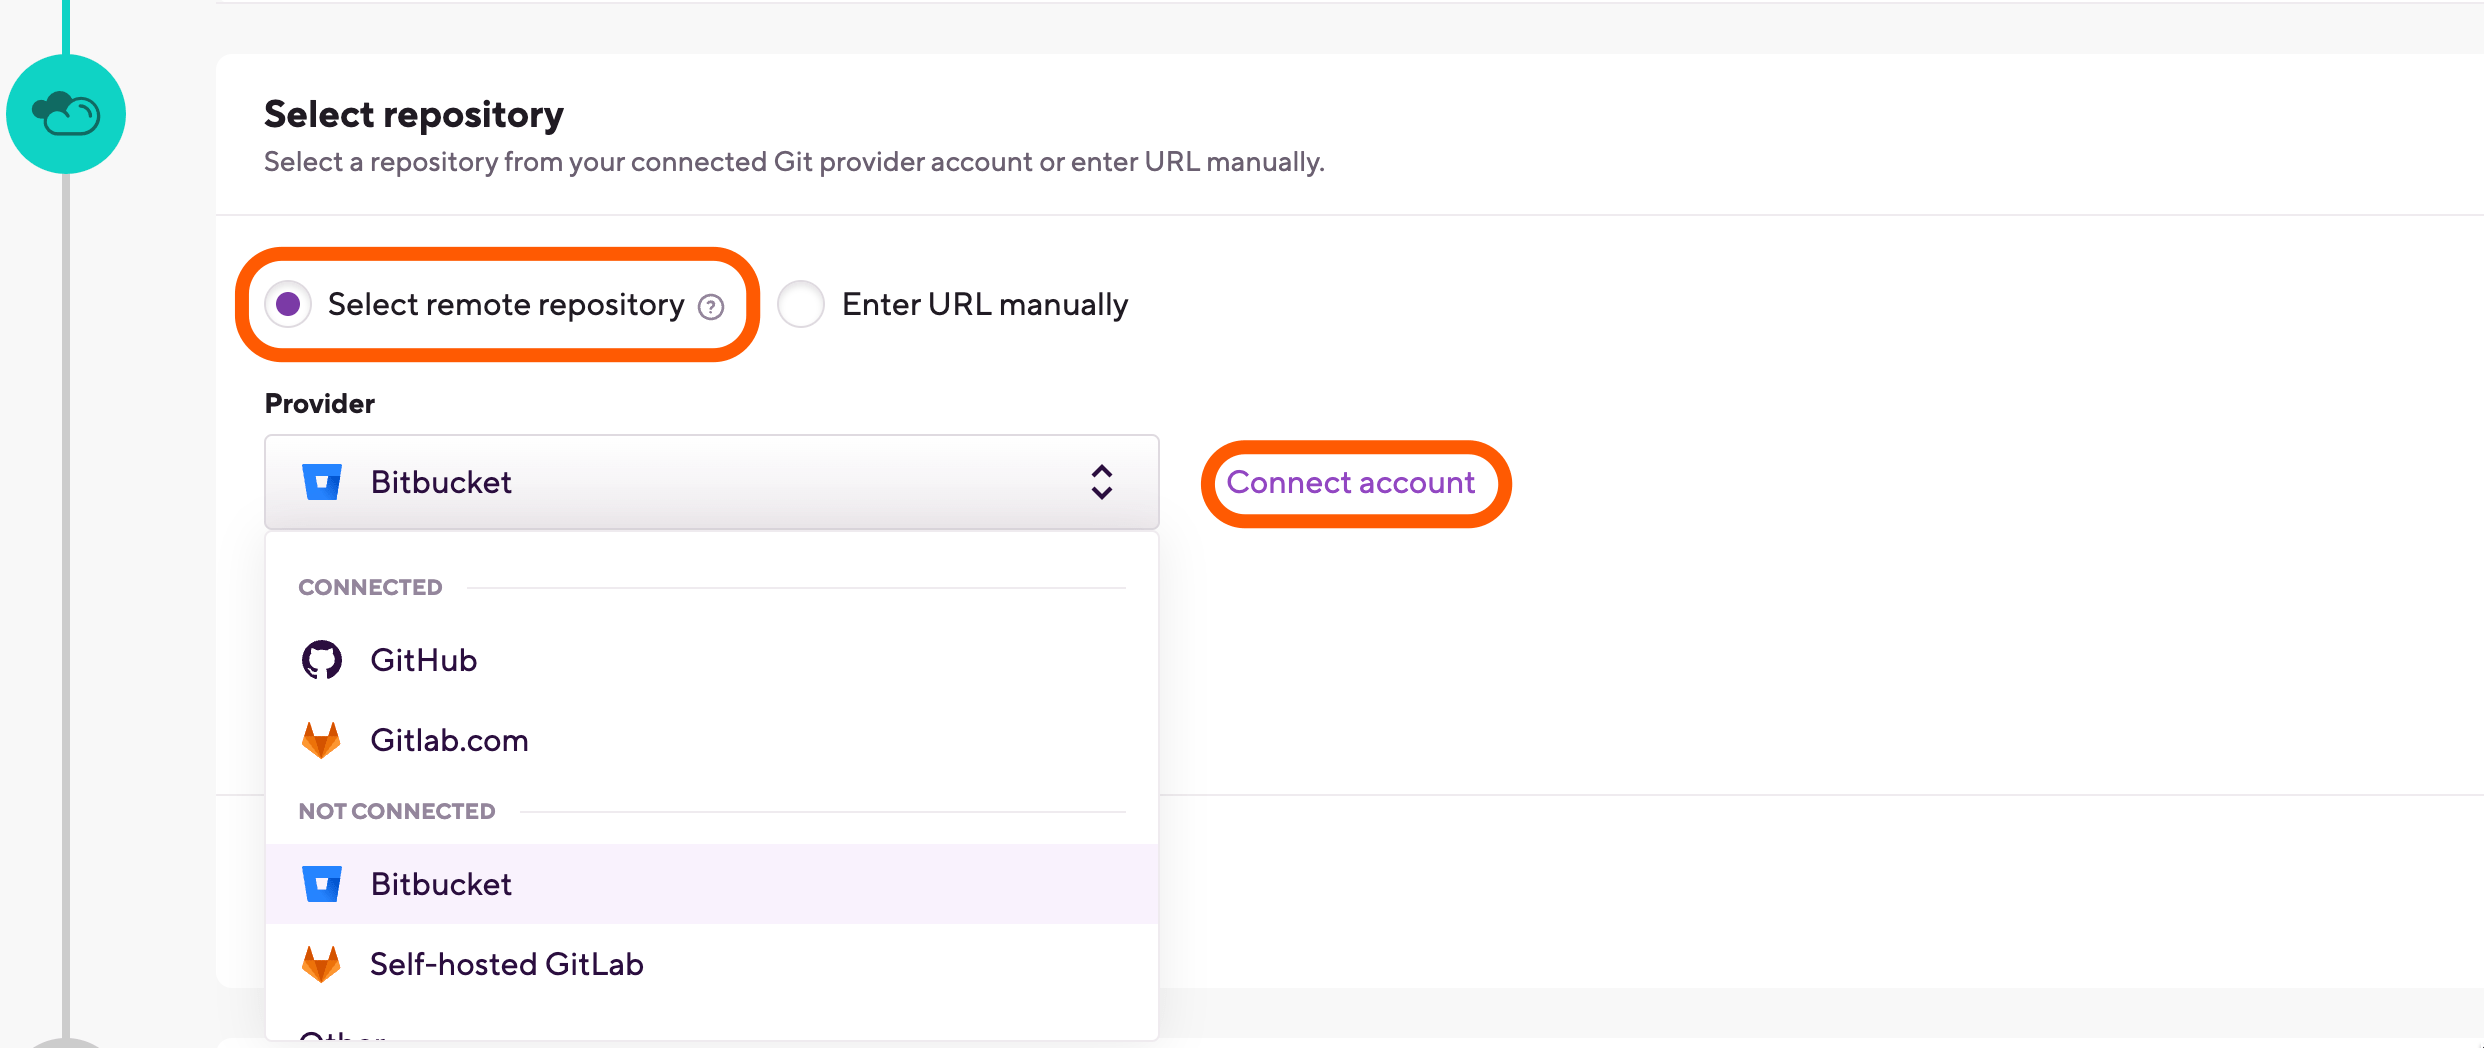 Select repository
Select a repository from your connected Git provider account or enter URL manually.
Select remote repository ? Enter URL manually
Provider
Bitbucket Connect account
CONNECTED
GitHub
Gitlab.com
NOT CONNECTED
Bitbucket
Self-hosted GitLab
Other